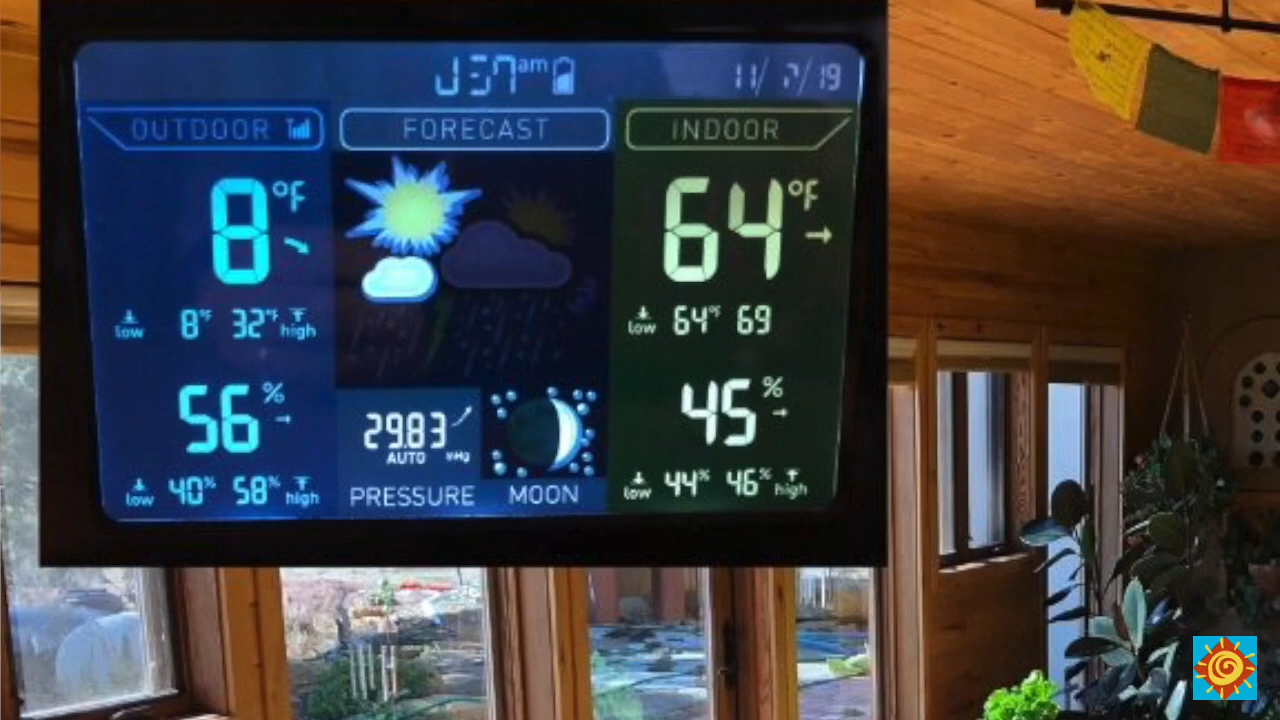 am 11/ 7/19
OUTDOOR FORECAST INDOOR
8°F 64°F
low 8°F 32°F high low 64°F 69
56% 45%
29.83
AUTO inHg
low 40% 58% high low 44% 46% high
PRESSURE MOON